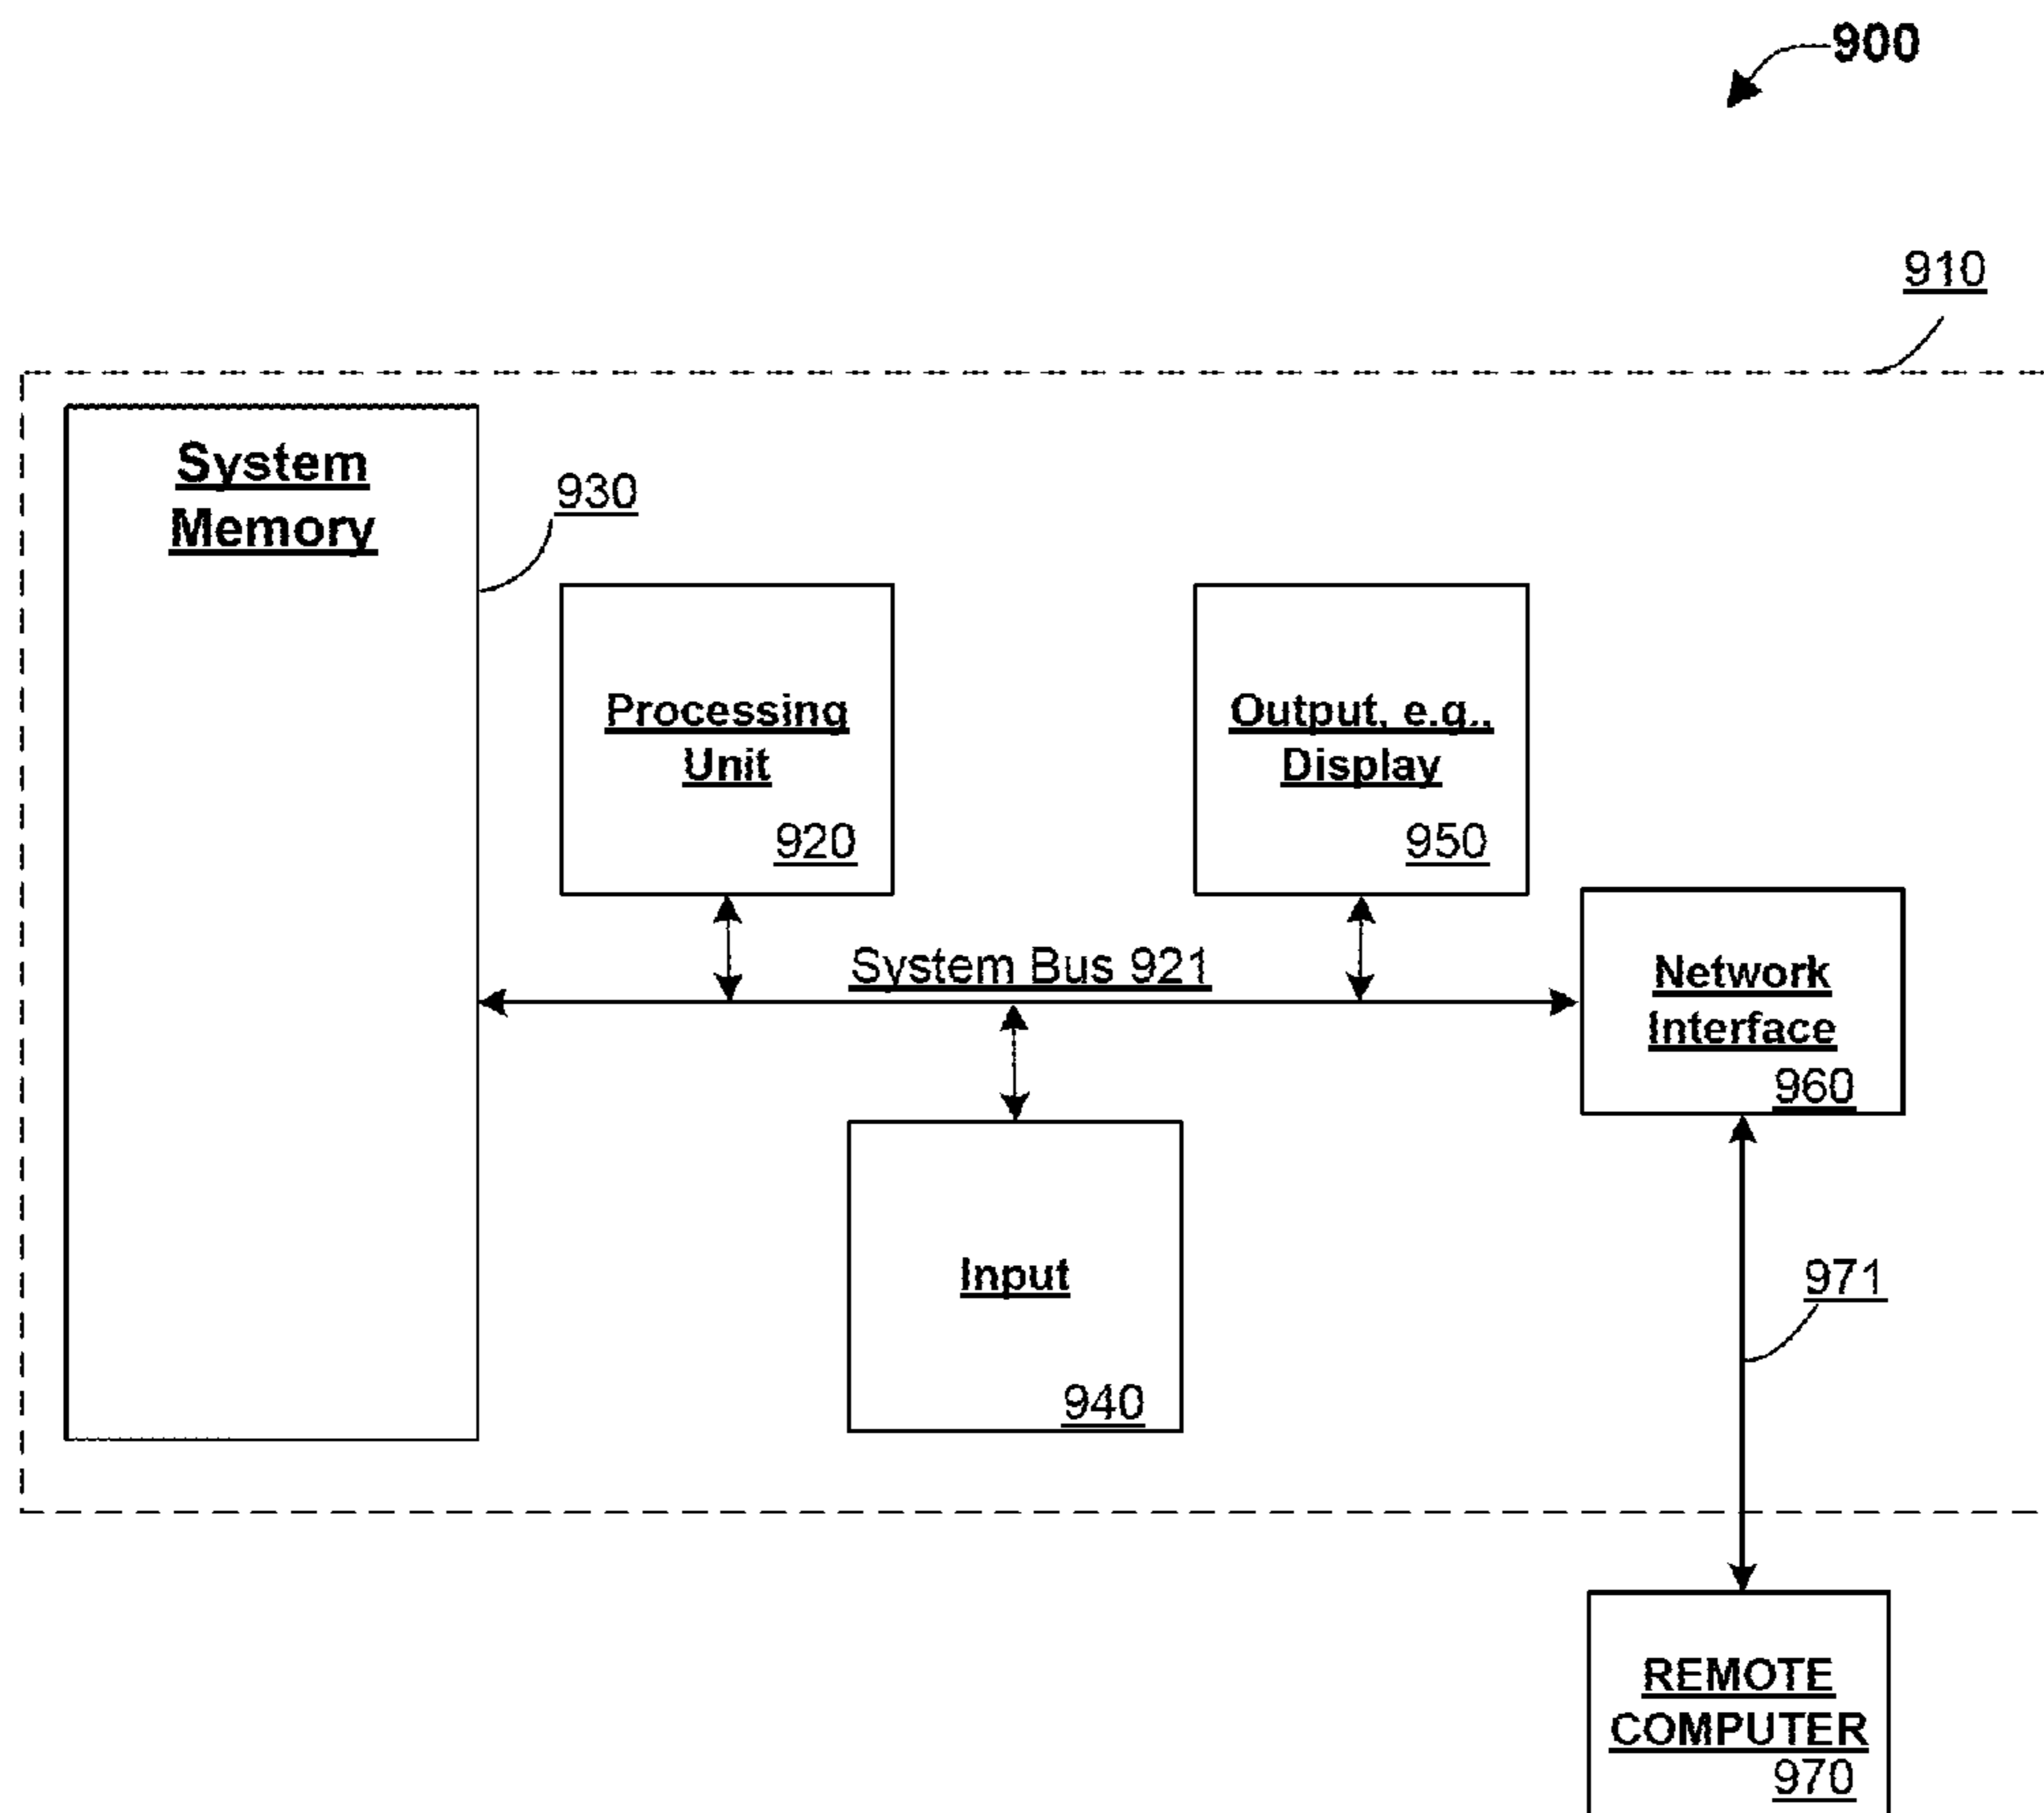 900
910
System
Memory
930
Processing
Unit
920
Output, e.g.,
Display
950
System Bus 921
Network
Interface
960
Input
940
971
REMOTE
COMPUTER
970